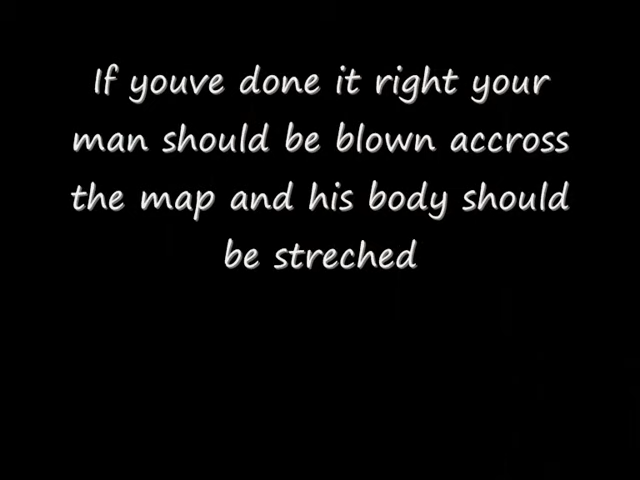 If youve done it right your
man should be blown accross
the map and his body should
be streched